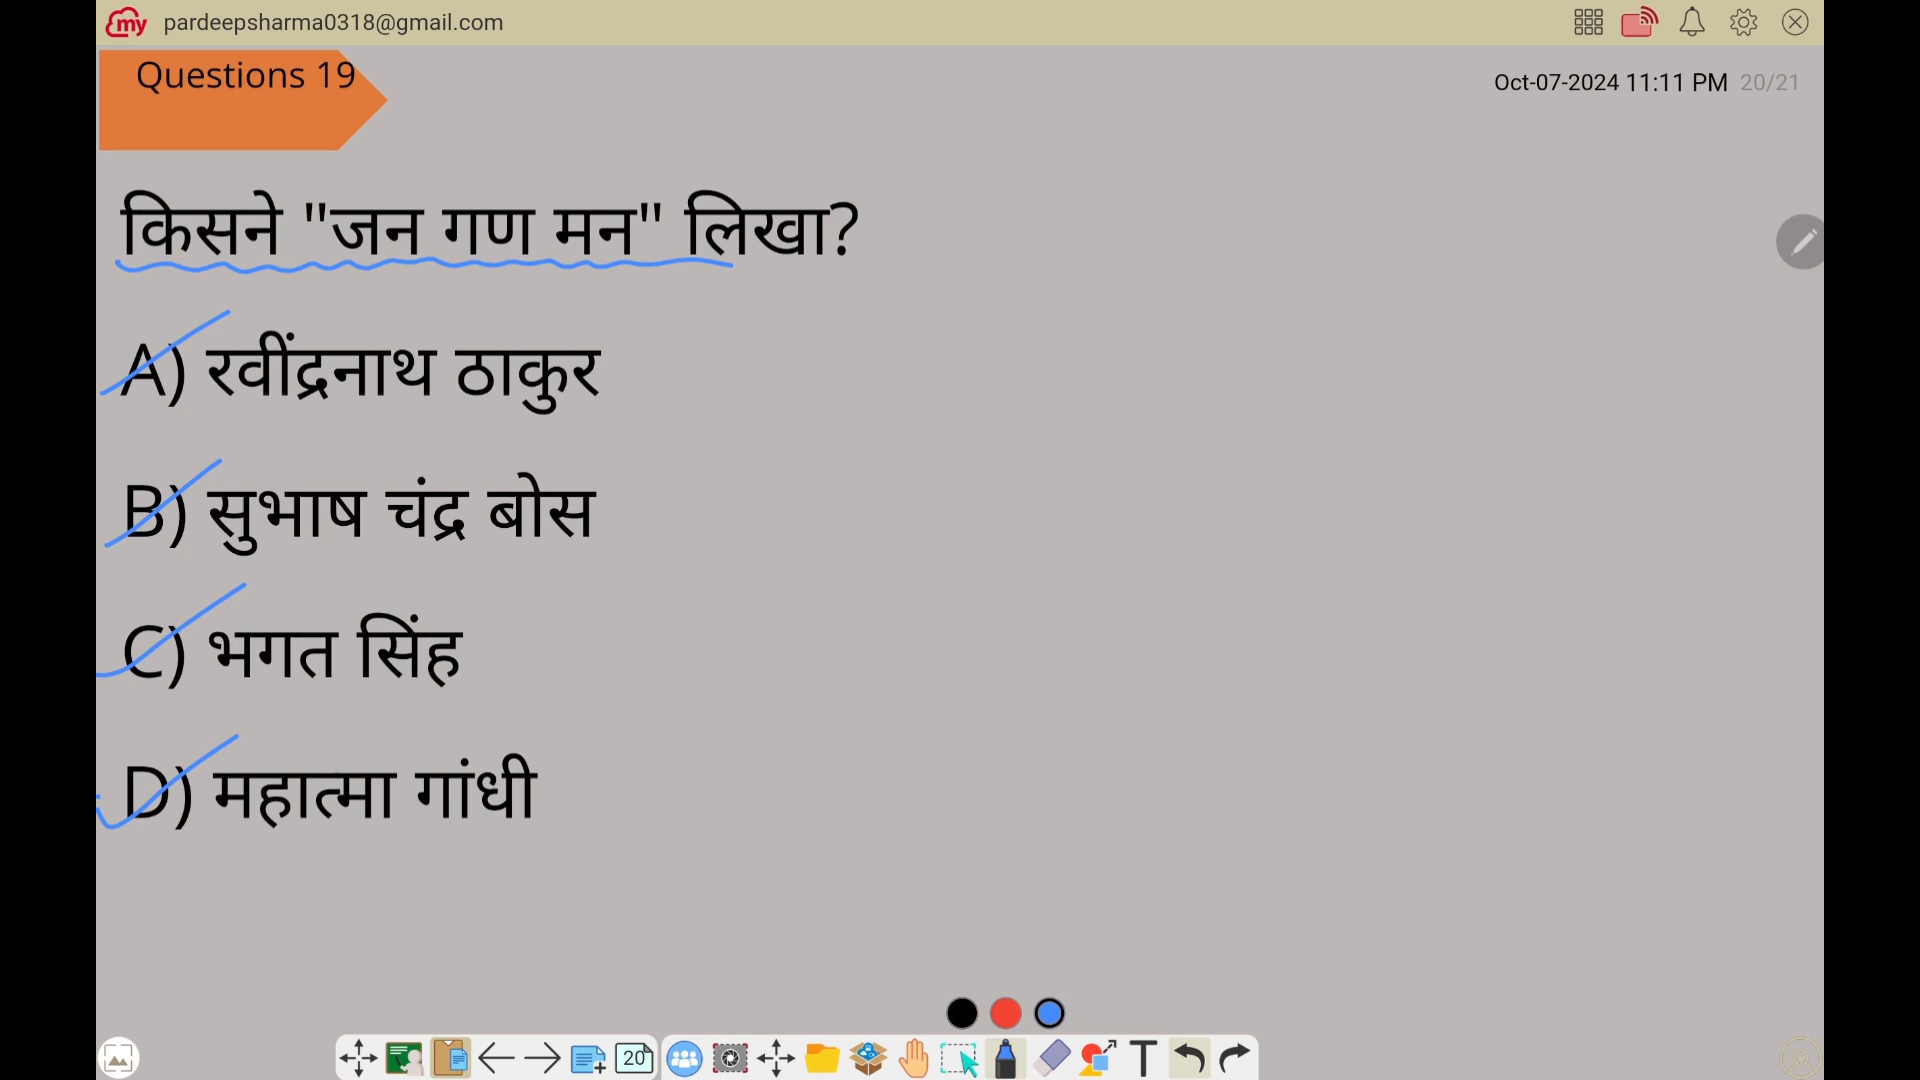 my pardeepsharma0318@gmail.com
Questions 19
Oct-07-2024 11:11 PM 20/21
किसने "जन गण मन" लिखा?
A) रवींद्रनाथ ठाकुर
B) सुभाष चंद्र बोस
C) भगत सिंह
D) महात्मा गांधी
20
T